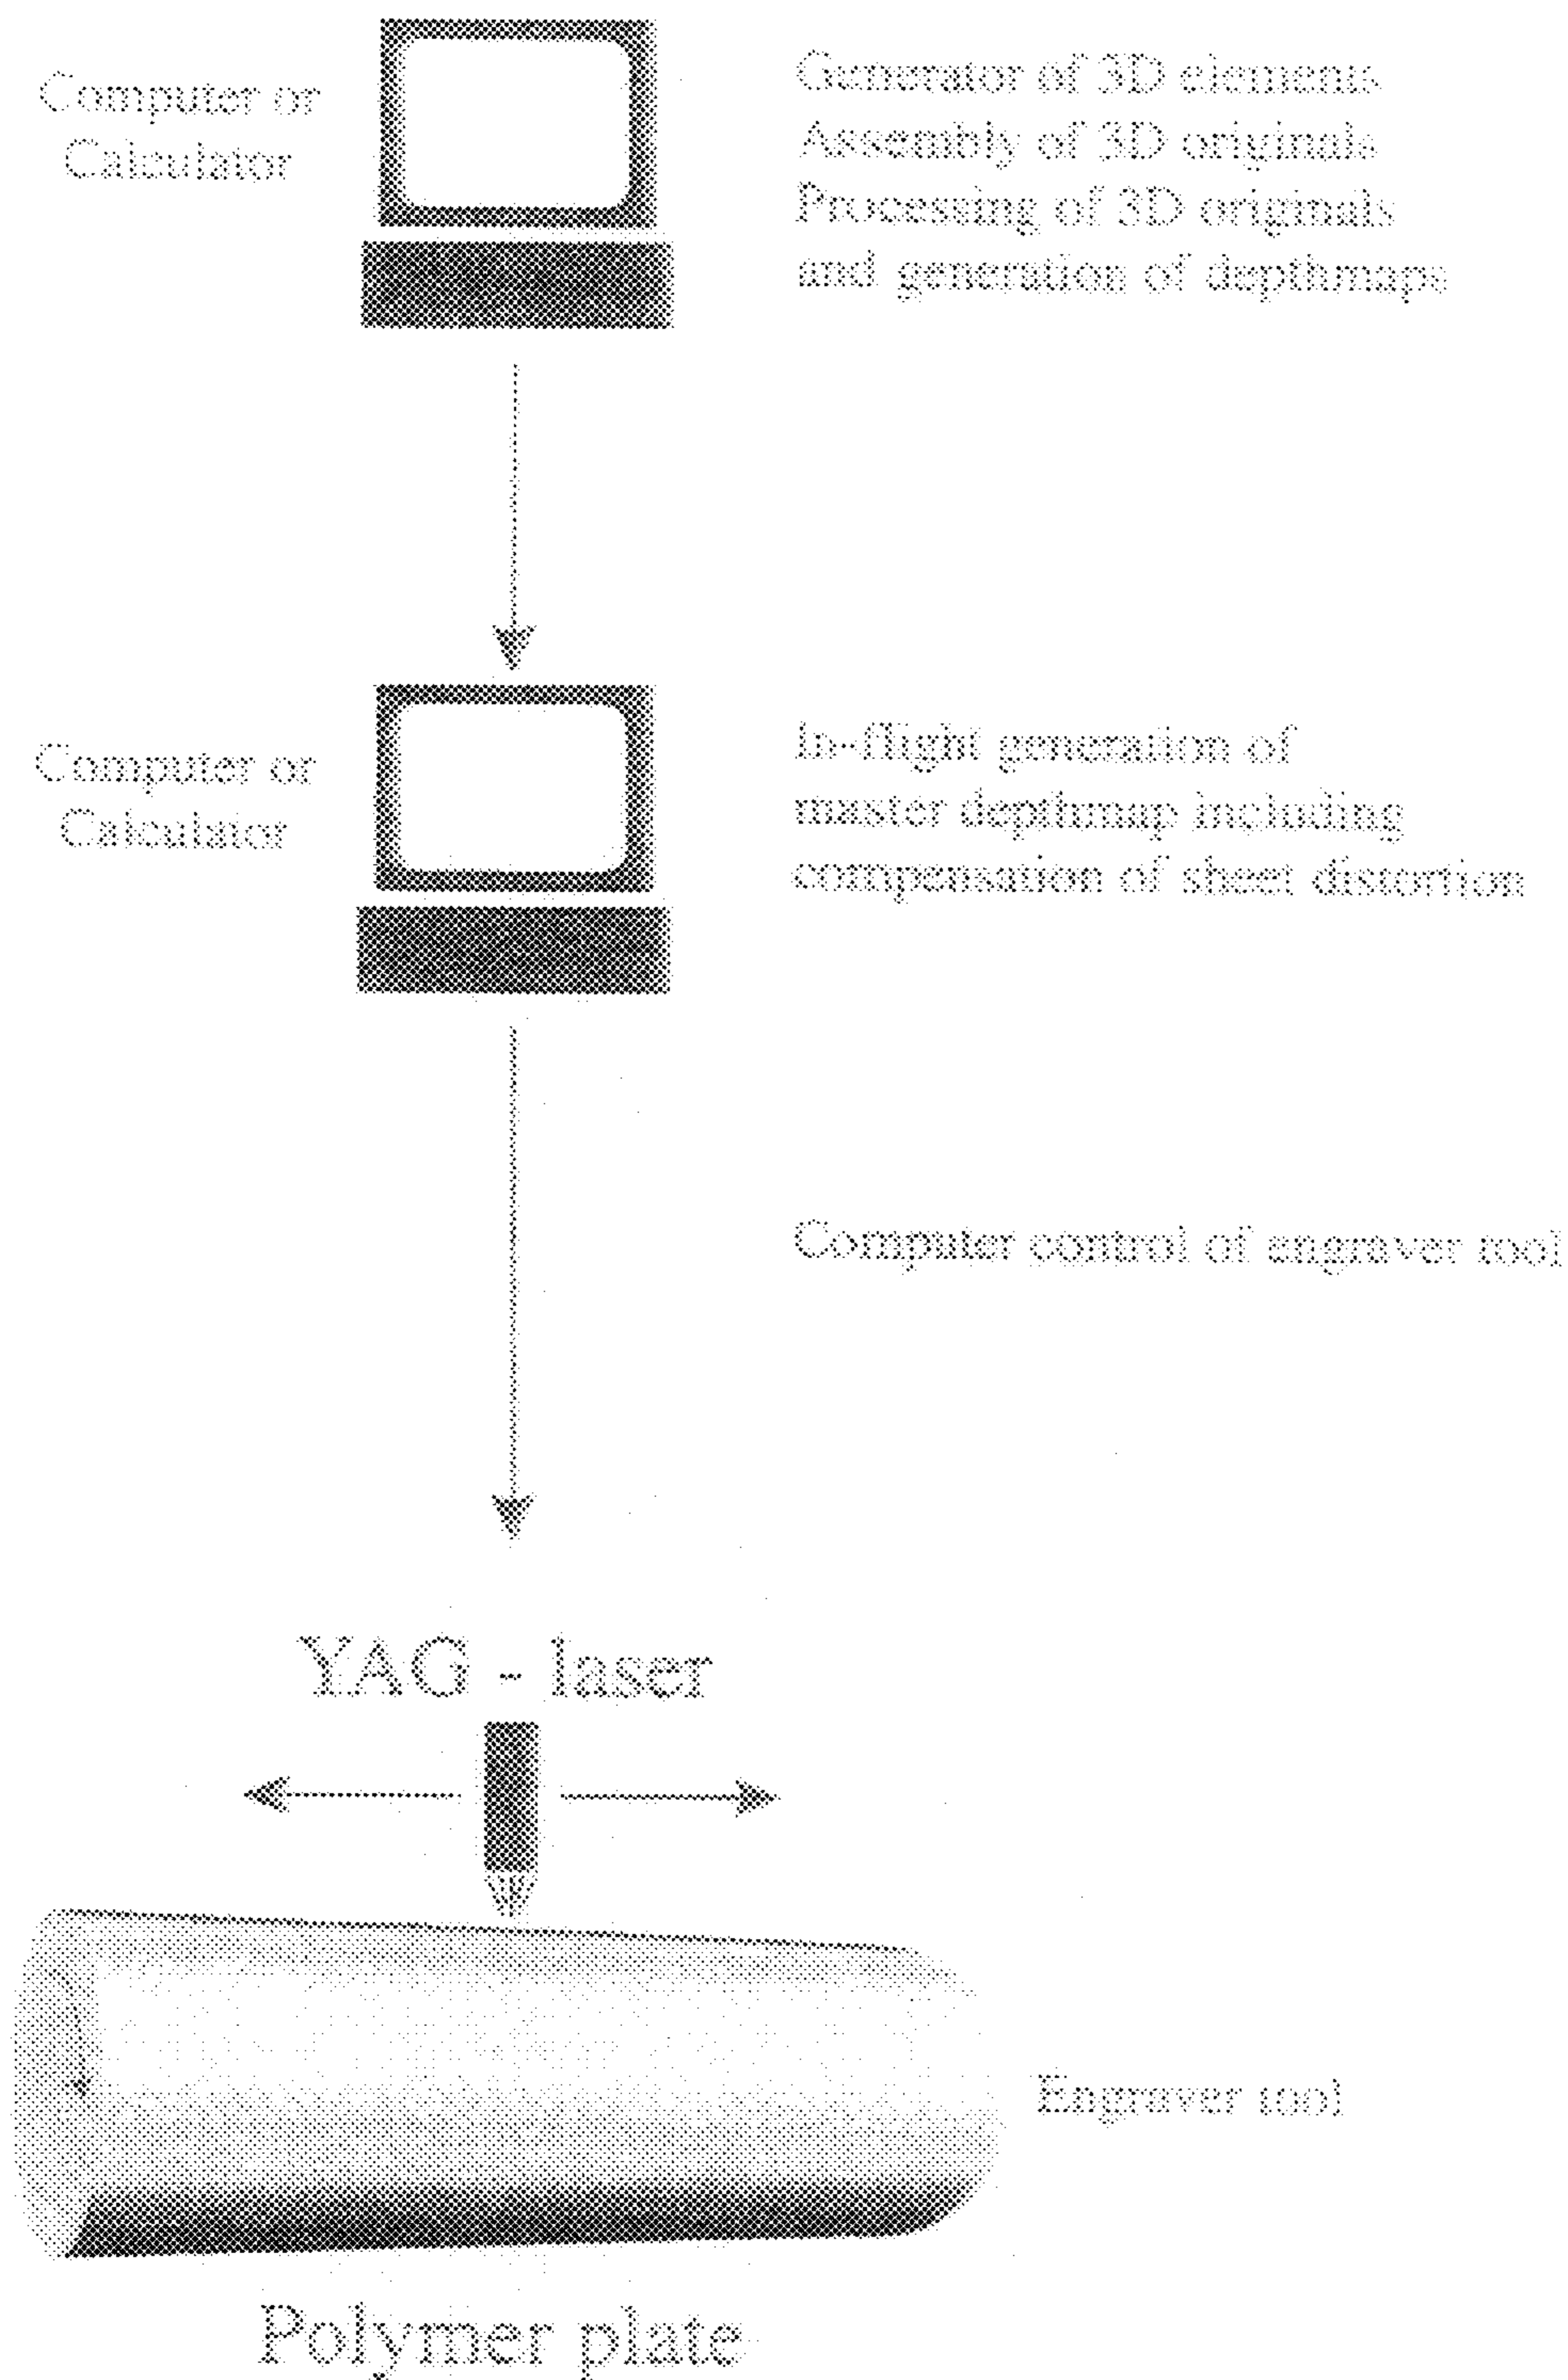 Computer or
Calculator
Generator of 3D elements
Assembly of 3D originals
Processing of 3D originals
and generation of depthmaps
Computer or
Calculator
In-flight generation of
master depthmap including
compensation of sheet distortion
Computer control of engraver tool
YAG - laser
Engraver tool
Polymer plate